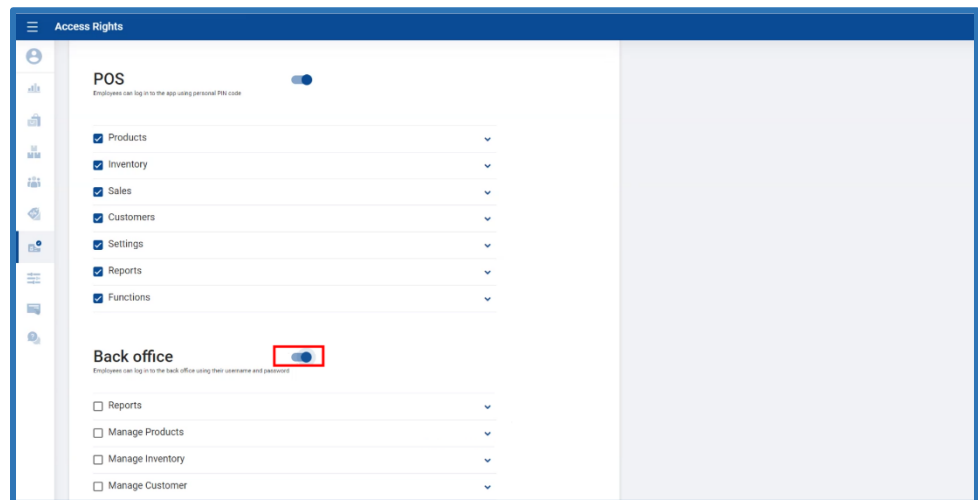 Access Rights
POS
Employees can log in to the app using personal PIN code
Products
Inventory
Sales
Customers
Settings
Reports
Functions
Back office
Employees can log in to the back office using their username and password
Reports
Manage Products
Manage Inventory
Manage Customer